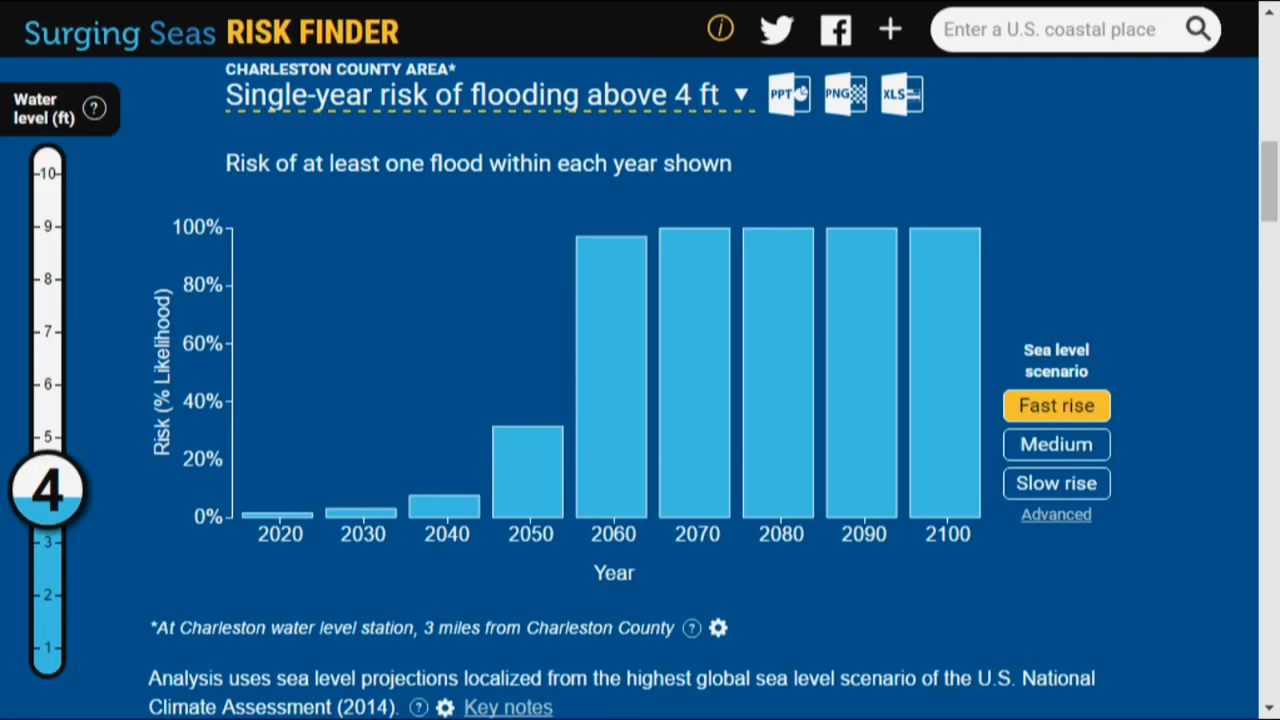 Surging Seas RISK FINDER
i
+
Enter a U.S. coastal place
CHARLESTON COUNTY AREA*
Single-year risk of flooding above 4 ft ▼
PPT
PNG
XLS
Water
level (ft)
?
10
9
8
7
6
5
4
3
2
1
Risk of at least one flood within each year shown
Risk (% Likelihood)
100%
80%
60%
40%
20%
0%
2020 2030 2040 2050 2060 2070 2080 2090 2100
Year
Sea level
scenario
Fast rise
Medium
Slow rise
Advanced
*At Charleston water level station, 3 miles from Charleston County ?
Analysis uses sea level projections localized from the highest global sea level scenario of the U.S. National
Climate Assessment (2014). ? Key notes